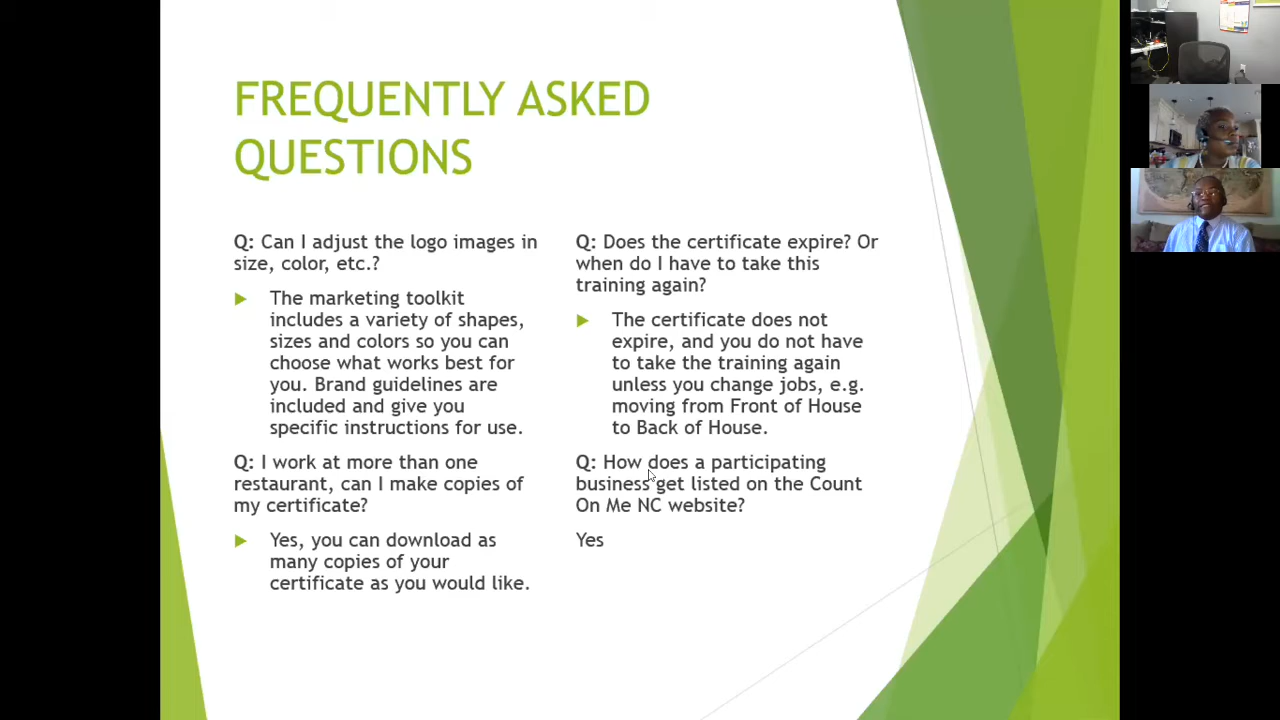 FREQUENTLY ASKED
QUESTIONS
Q: Can I adjust the logo images in
size, color, etc.?
The marketing toolkit
includes a variety of shapes,
sizes and colors so you can
choose what works best for
you. Brand guidelines are
included and give you
specific instructions for use.
Q: I work at more than one
restaurant, can I make copies of
my certificate?
Yes, you can download as
many copies of your
certificate as you would like.
Q: Does the certificate expire? Or
when do I have to take this
training again?
The certificate does not
expire, and you do not have
to take the training again
unless you change jobs, e.g.
moving from Front of House
to Back of House.
Q: How does a participating
business get listed on the Count
On Me NC website?
Yes